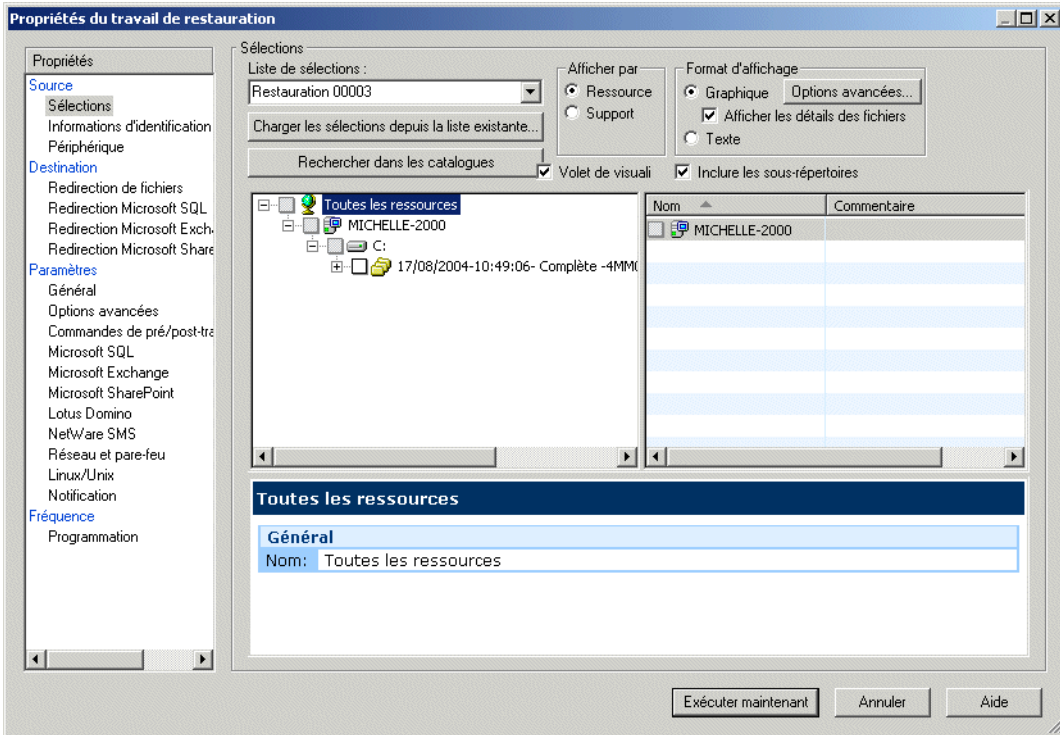 Propriétés du travail de restauration
Propriétés
Source
Sélections
Informations d'identification
Périphérique
Destination
Redirection de fichiers
Redirection Microsoft SQL
Redirection Microsoft Exch
Redirection Microsoft Share
Paramètres
Général
Options avancées
Commandes de pré/post-tra
Microsoft SQL
Microsoft Exchange
Microsoft SharePoint
Lotus Domino
NetWare SMS
Réseau et pare-feu
Linux/Unix
Notification
Fréquence
Programmation
Sélections
Liste de sélections :
Restauration 00003
Charger les sélections depuis la liste existante...
Rechercher dans les catalogues
Afficher par
Ressource
Support
Format d'affichage
Graphique
Options avancées...
Afficher les détails des fichiers
Texte
Volet de visuali
Inclure les sous-répertoires
Toutes les ressources
MICHELLE-2000
C:
17/08/2004-10:49:06- Complète -4MM(
Nom
Commentaire
MICHELLE-2000
Toutes les ressources
Général
Nom: Toutes les ressources
Exécuter maintenant
Annuler
Aide